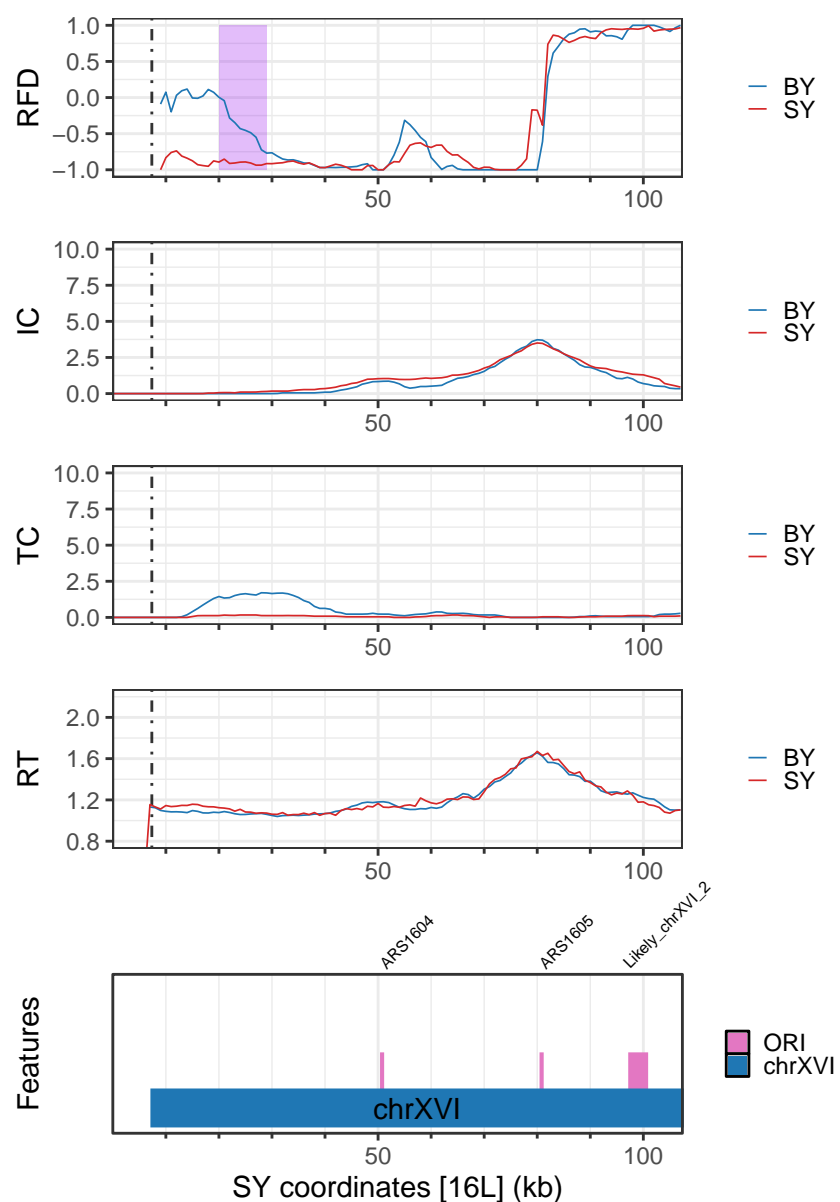 RFD
1.0
0.5
0.0
−0.5
−1.0
50
100
BY
SY
IC
10.0
7.5
5.0
2.5
0.0
50
100
BY
SY
TC
10.0
7.5
5.0
2.5
0.0
50
100
BY
SY
RT
2.0
1.6
1.2
0.8
50
100
BY
SY
ARS1604
ARS1605
Likely_chrXVI_2
Features
chrXVI
ORI
chrXVI
50
100
SY coordinates [16L] (kb)